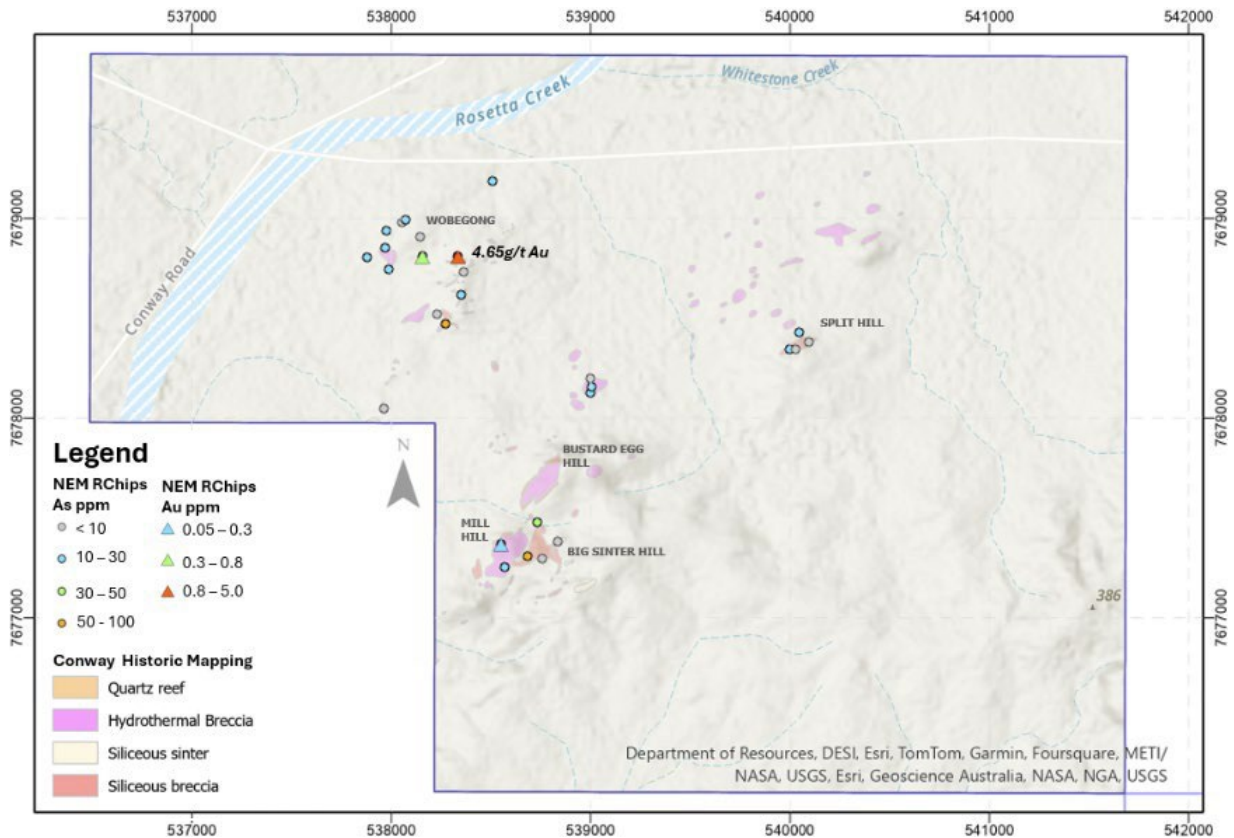 537000 538000 539000 540000 541000 542000
Whitestone Creek
Rosetta Creek
7679000 7679000
WOBEGONG
4.65g/t Au
Conway Road
SPLIT HILL
7678000 7678000
BUSTARD EGG
HILL
MILL
HILL
BIG SINTER HILL
386
7677000 7677000
N
Legend
NEM RChips
As ppm
< 10
10 – 30
30 – 50
50 - 100
NEM RChips
Au ppm
0.05 – 0.3
0.3 – 0.8
0.8 – 5.0
Conway Historic Mapping
Quartz reef
Hydrothermal Breccia
Siliceous sinter
Siliceous breccia
Department of Resources, DESI, Esri, TomTom, Garmin, Foursquare, METI/
NASA, USGS, Esri, Geoscience Australia, NASA, NGA, USGS
537000 538000 539000 540000 541000 542000